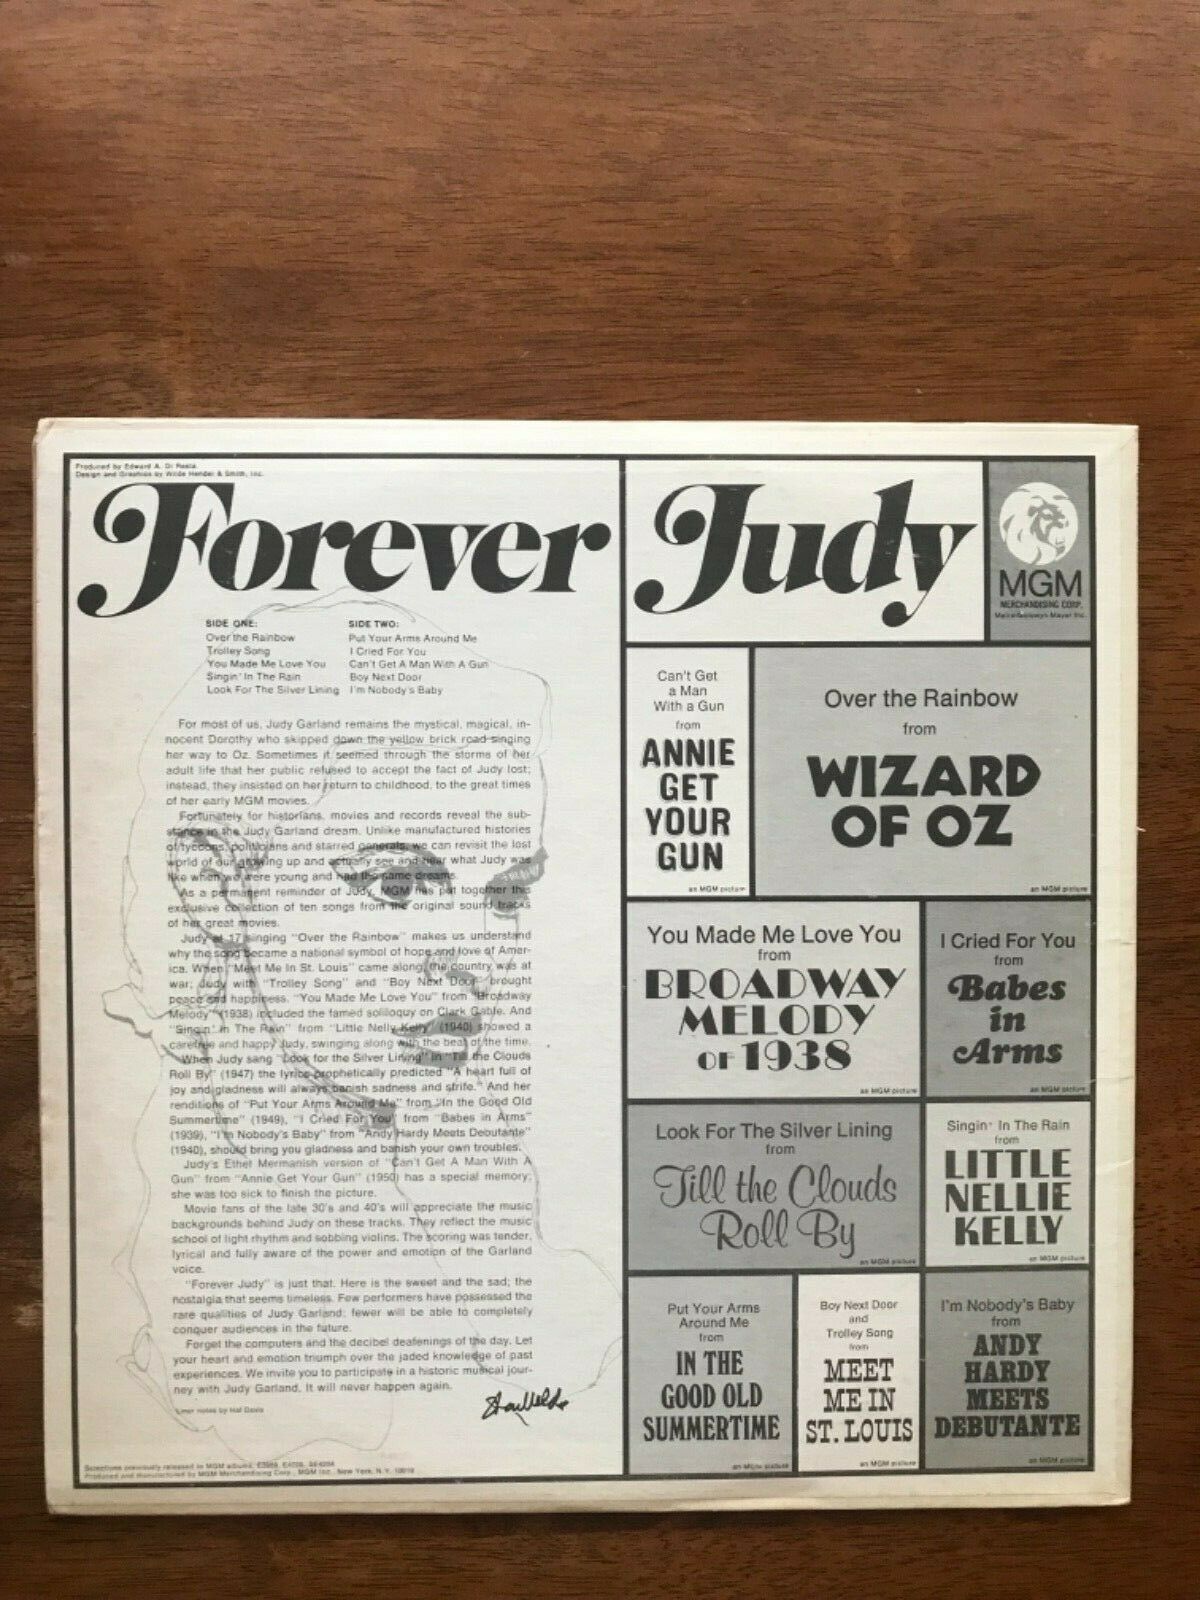 Produced by Edward A. Di Resta.
Design and Graphics by Wilde Hender & Smith, Inc.
Forever Judy
MGM
MERCHANDISING CORP.
Metro-Goldwyn-Mayer Inc.
SIDE ONE:
Over the Rainbow
Trolley Song
You Made Me Love You
Singin' In The Rain
Look For The Silver Lining
SIDE TWO:
Put Your Arms Around Me
I Cried For You
Can't Get A Man With A Gun
Boy Next Door
I'm Nobody's Baby
For most of us, Judy Garland remains the mystical, magical, in-
nocent Dorothy who skipped down the yellow brick road singing
her way to Oz. Sometimes it seemed through the storms of her
adult life that her public refused to accept the fact of Judy lost;
instead, they insisted on her return to childhood, to the great times
of her early MGM movies.
Fortunately for historians, movies and records reveal the sub-
stance in the Judy Garland dream. Unlike manufactured histories
of tycoons, politicians and starred generals, we can revisit the lost
world of our growing up and actually see and hear what Judy was
like when we were young and had the same dreams.
As a permanent reminder of Judy, MGM has put together this
exclusive collection of ten songs from the original sound tracks
of her great movies.
Judy at 17 singing "Over the Rainbow" makes us understand
why the song became a national symbol of hope and love of Amer-
ica. When "Meet Me In St. Louis" came along, the country was at
war; Judy with "Trolley Song" and "Boy Next Door" brought
peace and happiness. "You Made Me Love You" from "Broadway
Melody" (1938) included the famed soliloquy on Clark Gable. And
"Singin' in The Rain" from "Little Nelly Kelly" (1940) showed a
carefree and happy Judy, swinging along with the beat of the time.
When Judy sang "Look for the Silver Lining" in "Till the Clouds
Roll By" (1947) the lyrics prophetically predicted "A heart full of
joy and gladness will always banish sadness and strife." And her
renditions of "Put Your Arms Around Me" from "In the Good Old
Summertime" (1949), "I Cried For You" from "Babes in Arms"
(1939), "I'm Nobody's Baby" from "Andy Hardy Meets Debutante"
(1940), should bring you gladness and banish your own troubles.
Judy's Ethel Mermanish version of "Can't Get A Man With A
Gun" from "Annie Get Your Gun" (1950) has a special memory;
she was too sick to finish the picture.
Movie fans of the late 30's and 40's will appreciate the music
backgrounds behind Judy on these tracks. They reflect the music
school of light rhythm and sobbing violins. The scoring was tender,
lyrical and fully aware of the power and emotion of the Garland
voice.
"Forever Judy" is just that. Here is the sweet and the sad; the
nostalgia that seems timeless. Few performers have possessed the
rare qualities of Judy Garland; fewer will be able to completely
conquer audiences in the future.
Forget the computers and the decibel deafenings of the day. Let
your heart and emotion triumph over the jaded knowledge of past
experiences. We invite you to participate in a historic musical jour-
ney with Judy Garland. It will never happen again.
Liner notes by Hal Davis
Selections previously released in MGM albums:
Produced and manufactured by MGM Merchandising Corp., MGM Inc., New York, N.Y. 10019
Can't Get
a Man
With a Gun
from
ANNIE
GET
YOUR
GUN
an MGM picture
Over the Rainbow
from
WIZARD
OF OZ
an MGM picture
You Made Me Love You
from
BROADWAY
MELODY
OF 1938
an MGM picture
I Cried For You
from
Babes
in
Arms
an MGM picture
Look For The Silver Lining
from
Till the Clouds
Roll By
an MGM picture
Singin' In The Rain
from
LITTLE
NELLIE
KELLY
an MGM picture
Put Your Arms
Around Me
from
IN THE
GOOD OLD
SUMMERTIME
an MGM picture
Boy Next Door
and
Trolley Song
from
MEET
ME IN
ST. LOUIS
an MGM picture
I'm Nobody's Baby
from
ANDY
HARDY
MEETS
DEBUTANTE
an MGM picture